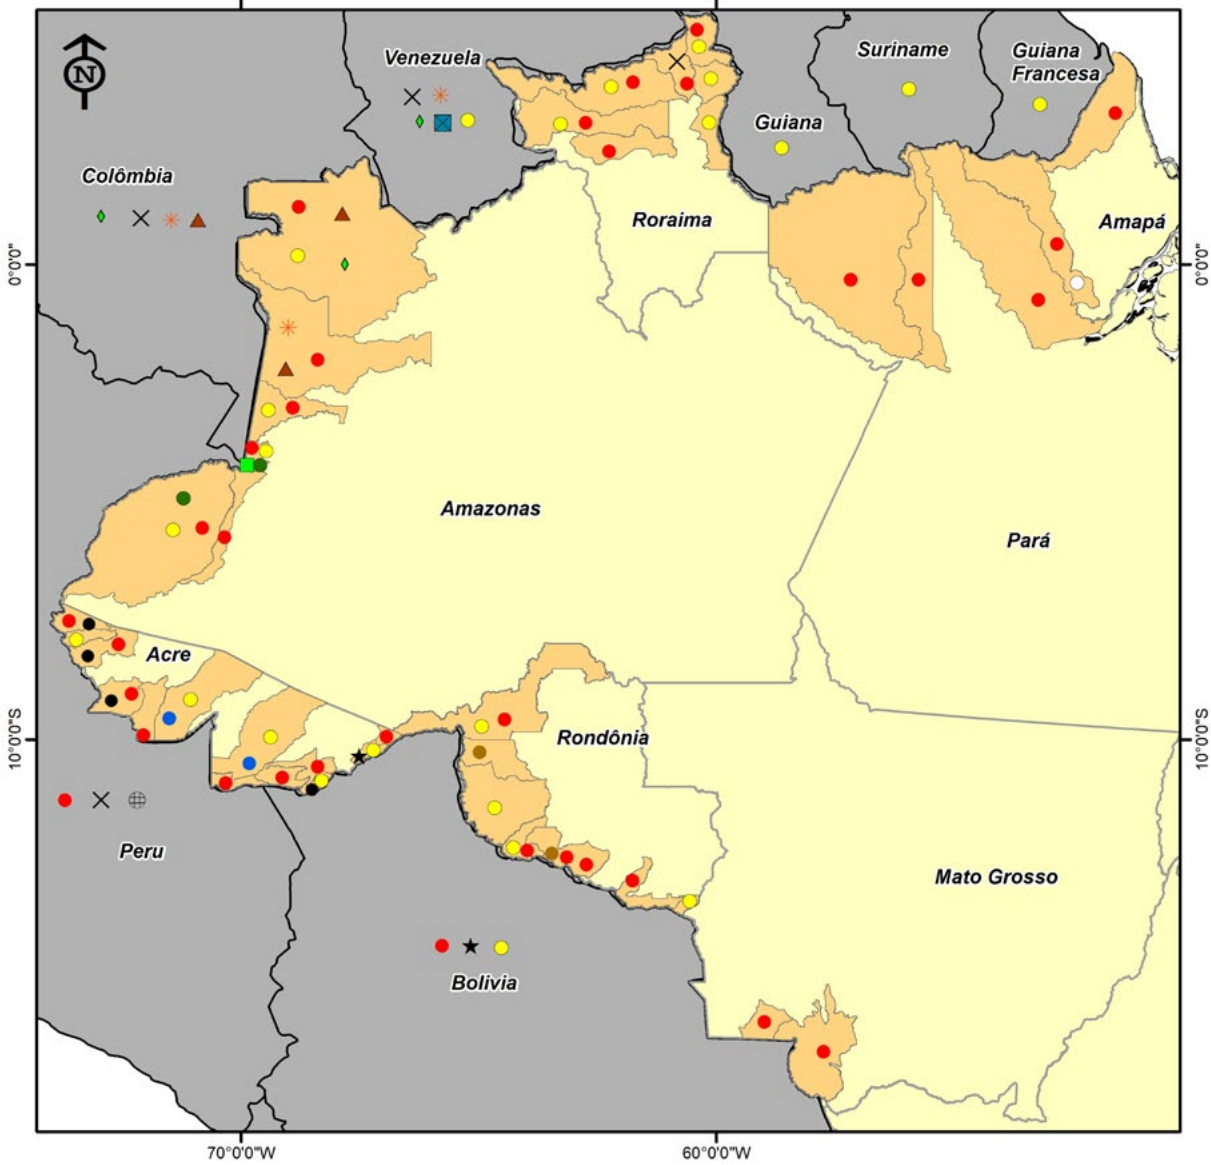 N
Venezuela
Suriname
Guiana
Francesa
Guiana
Colômbia
Roraima
Amapá
0°0'0"
0°0'0"
Amazonas
Pará
Acre
Rondônia
10°0'0"S
10°0'0"S
Peru
Mato Grosso
Bolivia
70°0'0"W
60°0'0"W